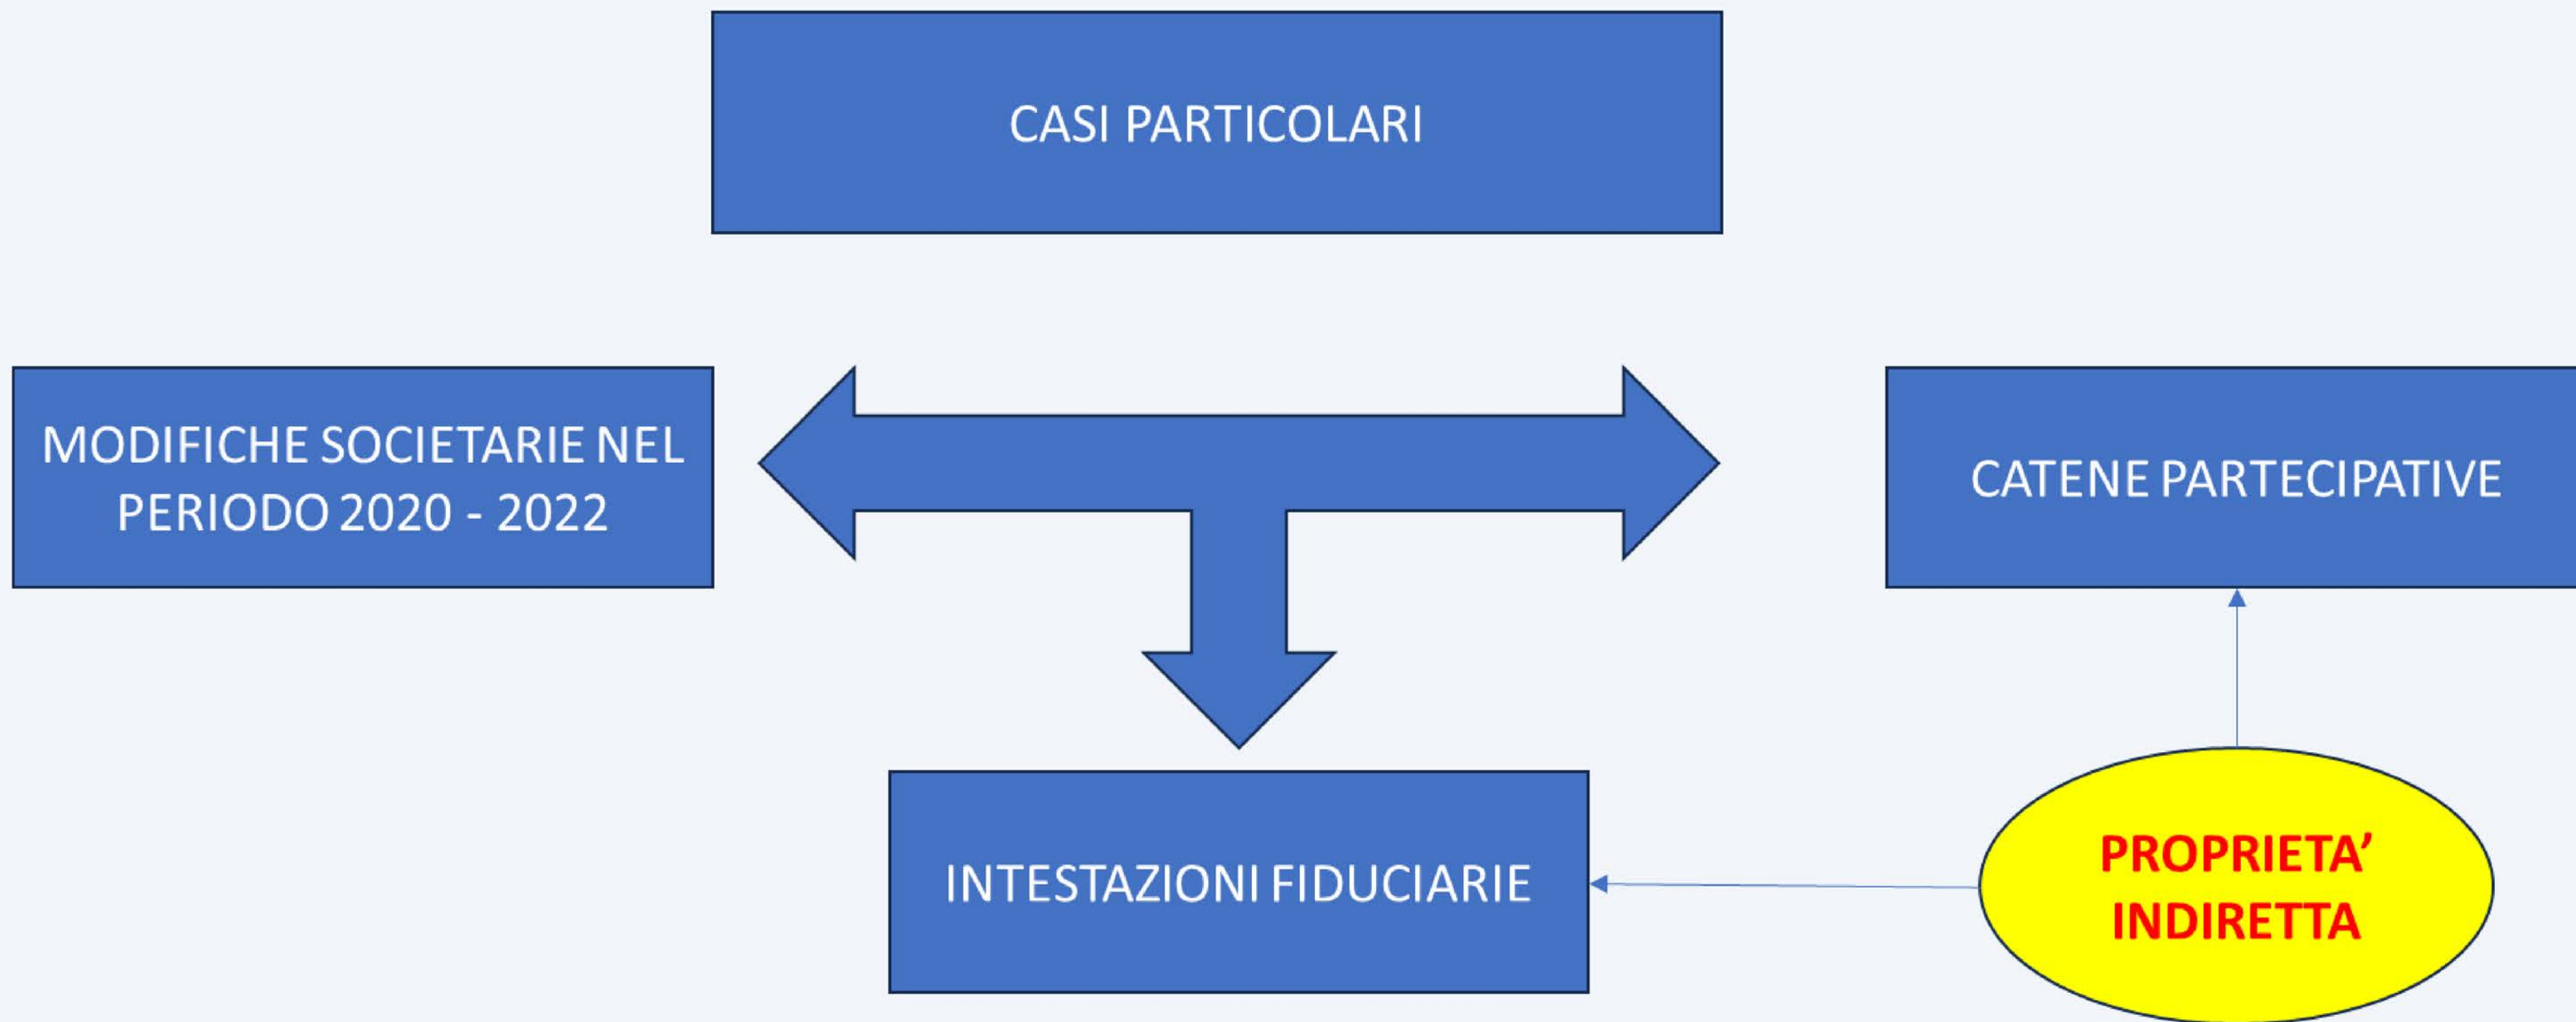 CASI PARTICOLARI
MODIFICHE SOCIETARIE NEL
PERIODO 2020 - 2022
CATENE PARTECIPATIVE
INTESTAZIONI FIDUCIARIE
PROPRIETA’
INDIRETTA